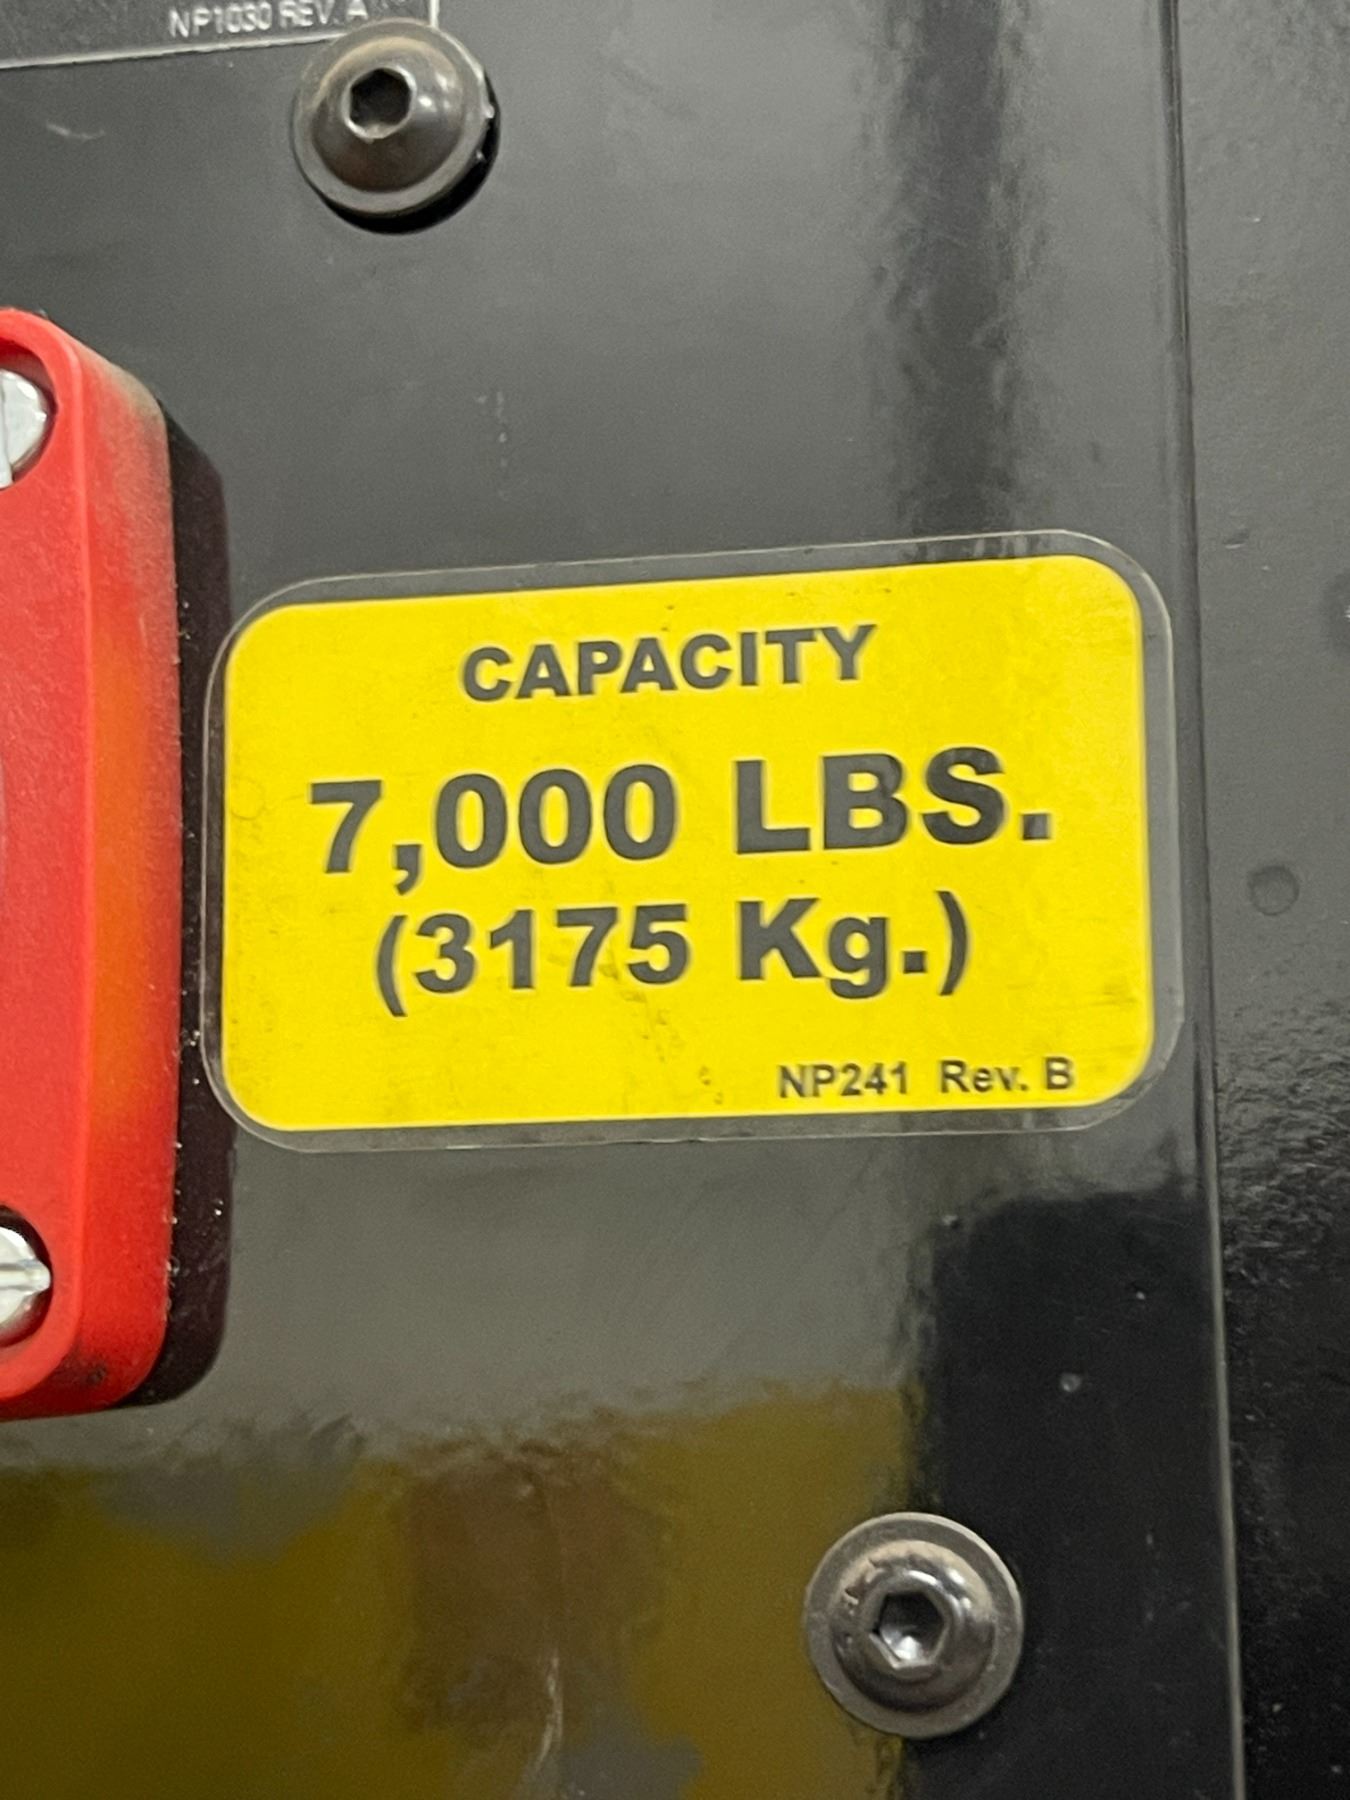 NP1030 REV. A
CAPACITY
7,000 LBS.
(3175 Kg.)
NP241 Rev. B